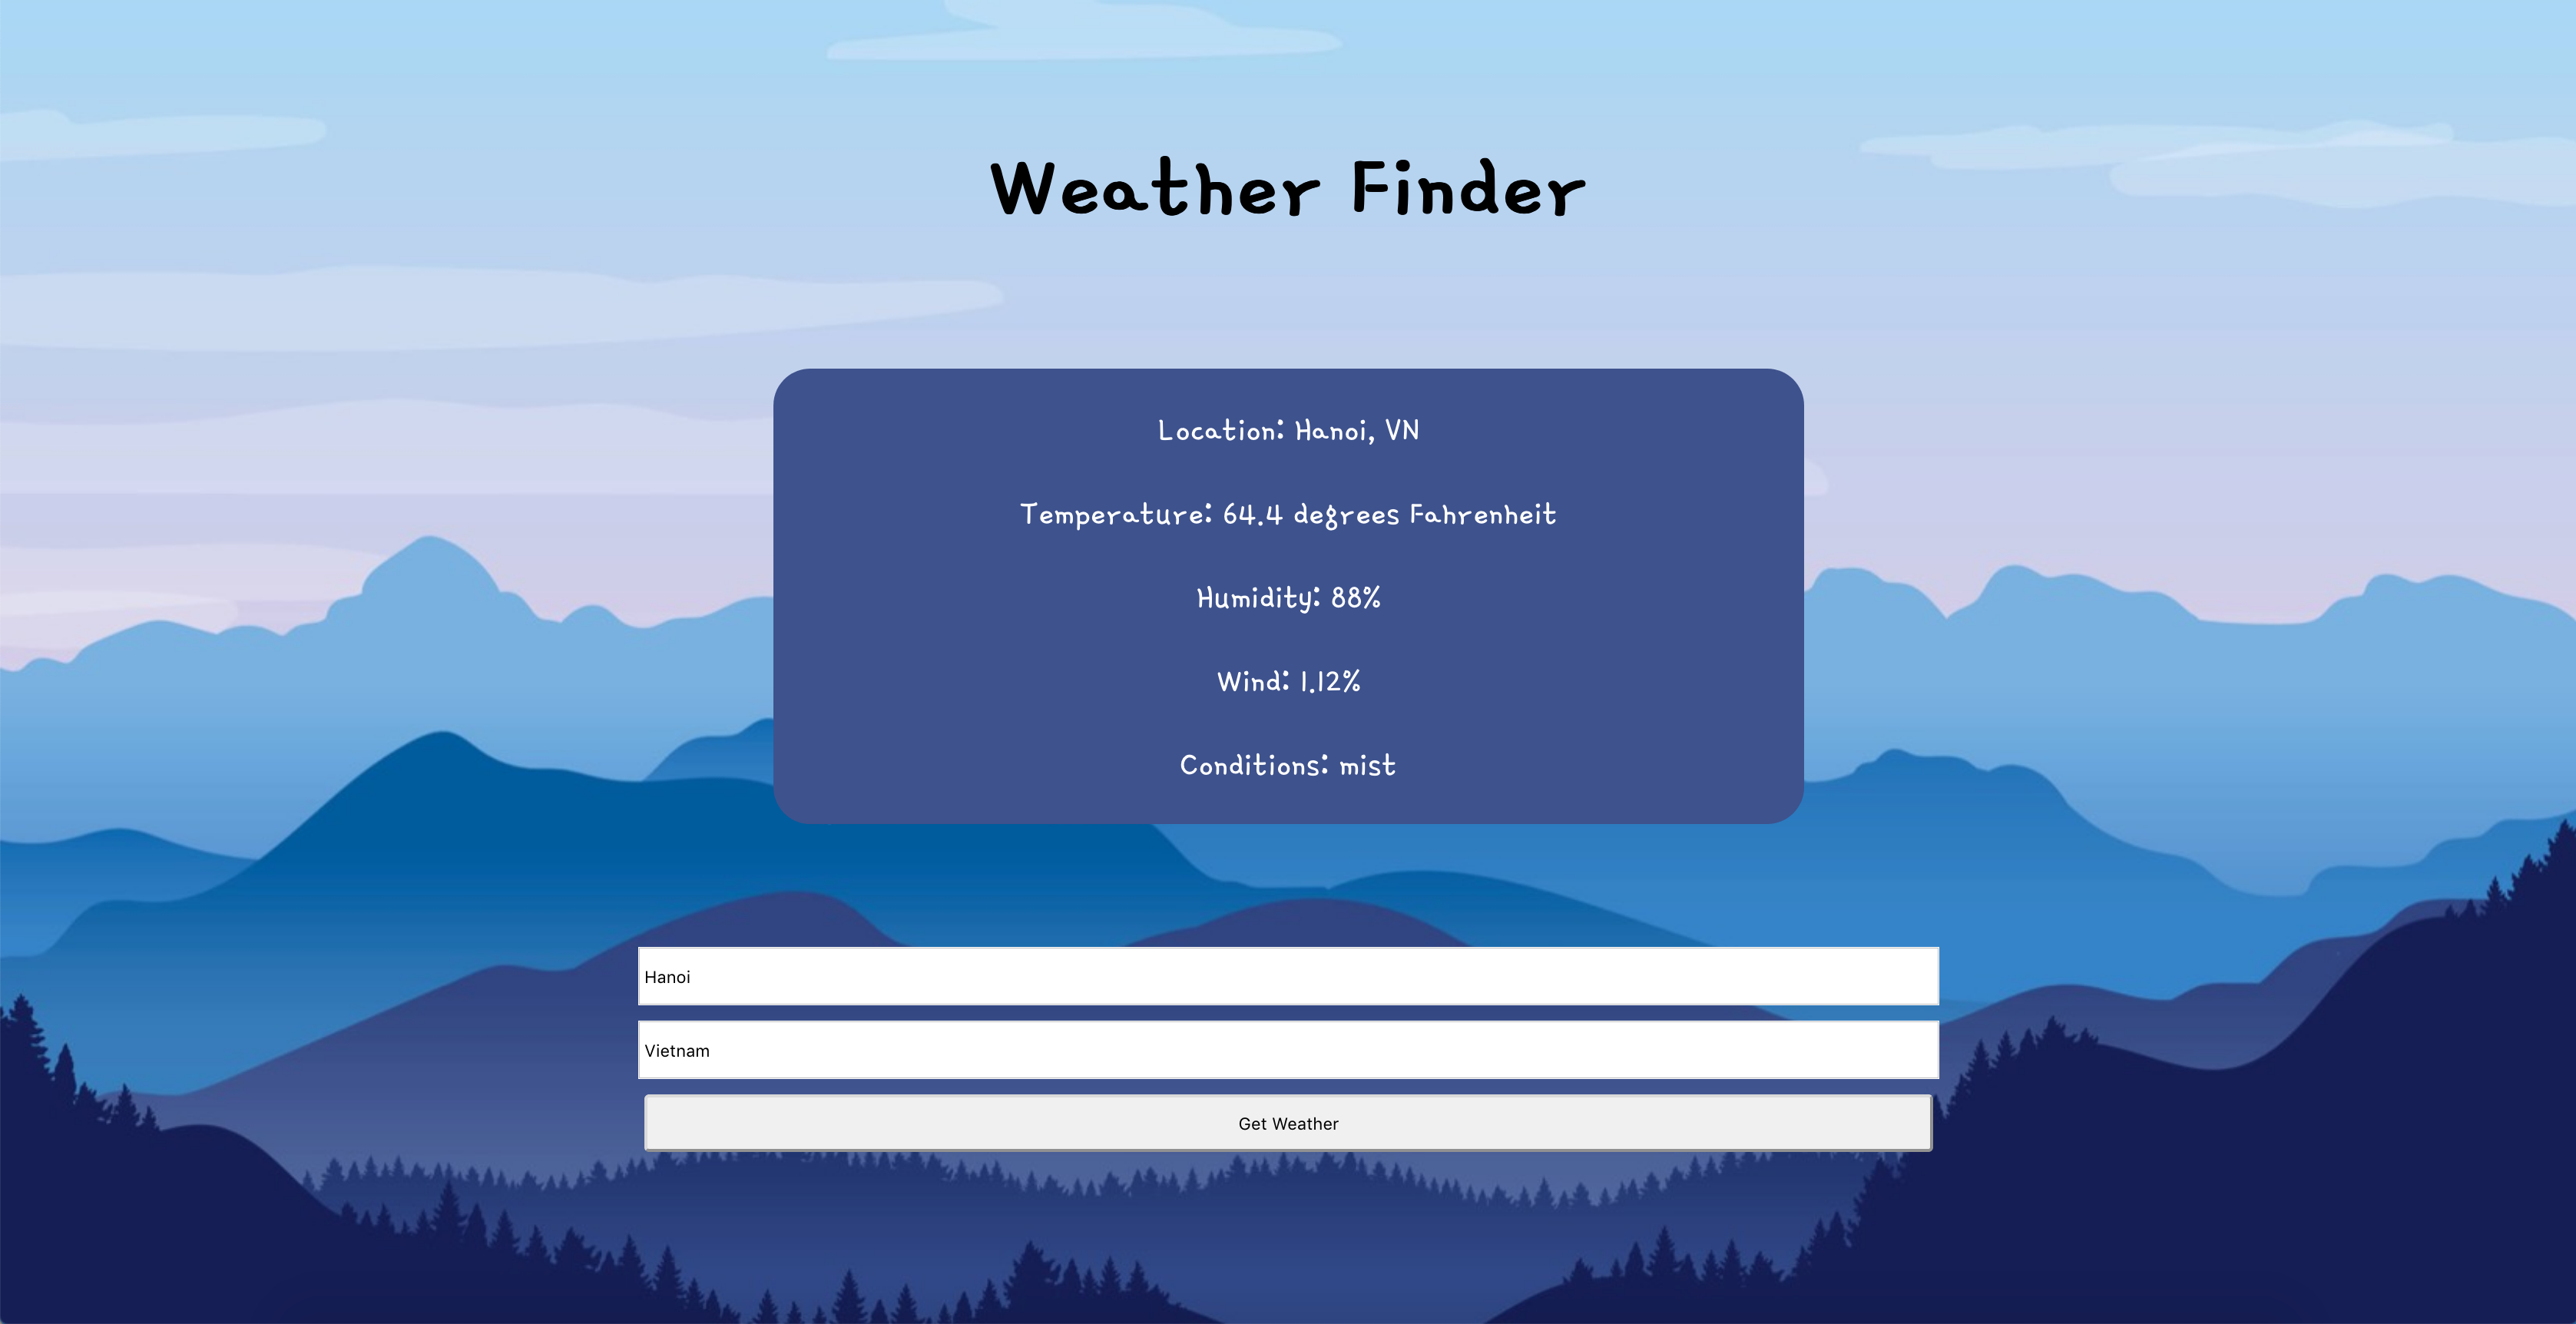 Weather Finder
Location: Hanoi, VN
Temperature: 64.4 degrees Fahrenheit
Humidity: 88%
Wind: 1.12%
Conditions: mist
Hanoi
Vietnam
Get Weather